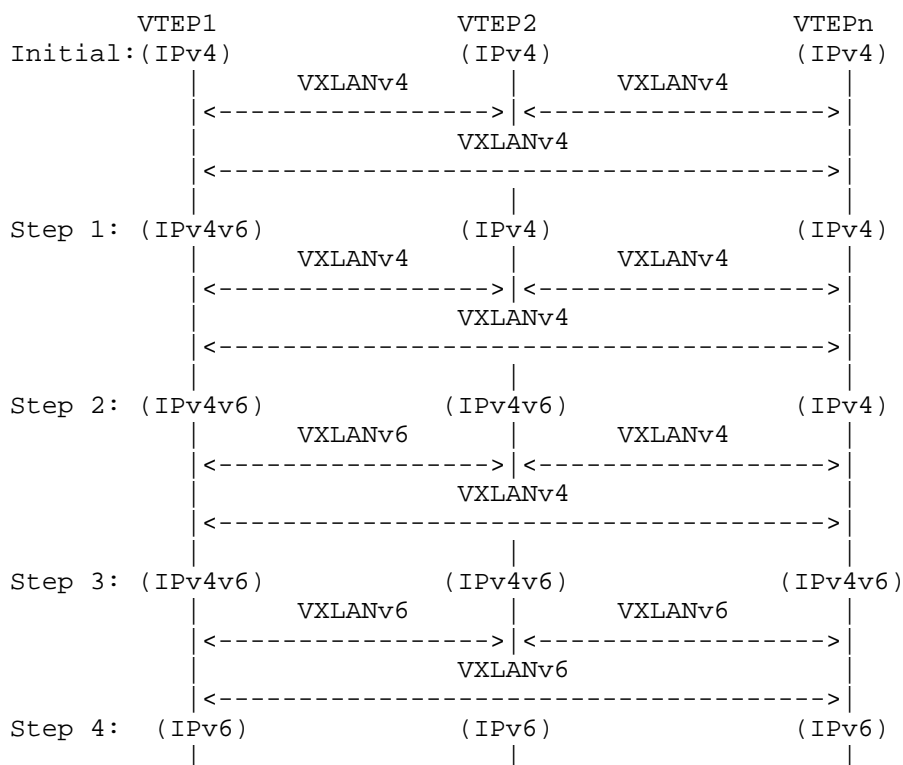 VTEP1 VTEP2 VTEPn
Initial:(IPv4) (IPv4) (IPv4)
| VXLANv4 | VXLANv4 |
|<----------------->|<------------------->|
| VXLANv4 |
|<--------------------------------------->|
| | |
Step 1: (IPv4v6) (IPv4) (IPv4)
| VXLANv4 | VXLANv4 |
|<----------------->|<------------------->|
| VXLANv4 |
|<--------------------------------------->|
| | |
Step 2: (IPv4v6) (IPv4v6) (IPv4)
| VXLANv6 | VXLANv4 |
|<----------------->|<------------------->|
| VXLANv4 |
|<--------------------------------------->|
| | |
Step 3: (IPv4v6) (IPv4v6) (IPv4v6)
| VXLANv6 | VXLANv6 |
|<----------------->|<------------------->|
| VXLANv6 |
|<--------------------------------------->|
Step 4: (IPv6) (IPv6) (IPv6)
| | |